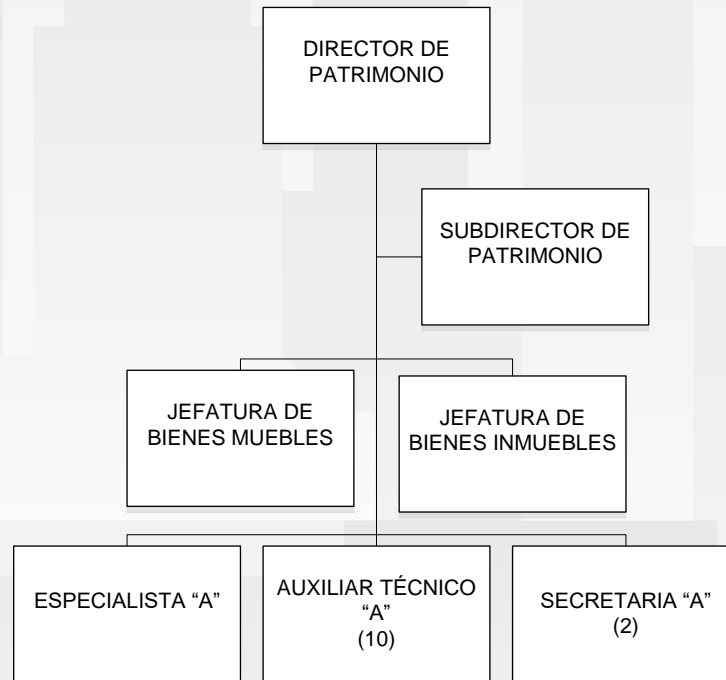 DIRECTOR DE
PATRIMONIO
SUBDIRECTOR DE
PATRIMONIO
JEFATURA DE
BIENES MUEBLES
JEFATURA DE
BIENES INMUEBLES
ESPECIALISTA “A”
AUXILIAR TÉCNICO
“A”
(10)
SECRETARIA “A”
(2)